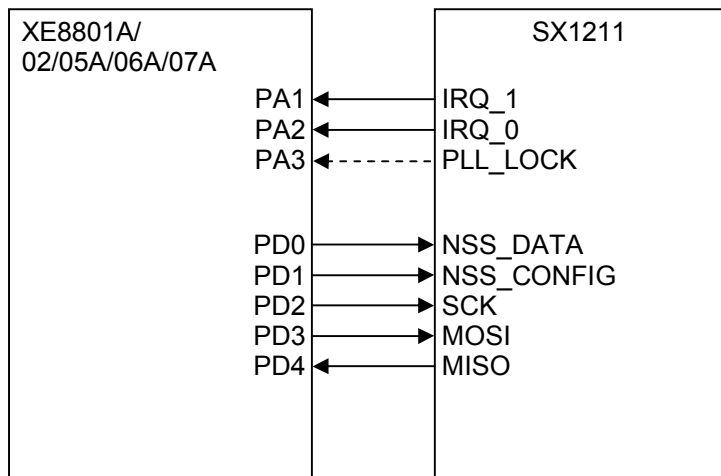 XE8801A/
02/05A/06A/07A
SX1211
PA1 IRQ_1
PA2 IRQ_0
PA3 PLL_LOCK
PD0 NSS_DATA
PD1 NSS_CONFIG
PD2 SCK
PD3 MOSI
PD4 MISO